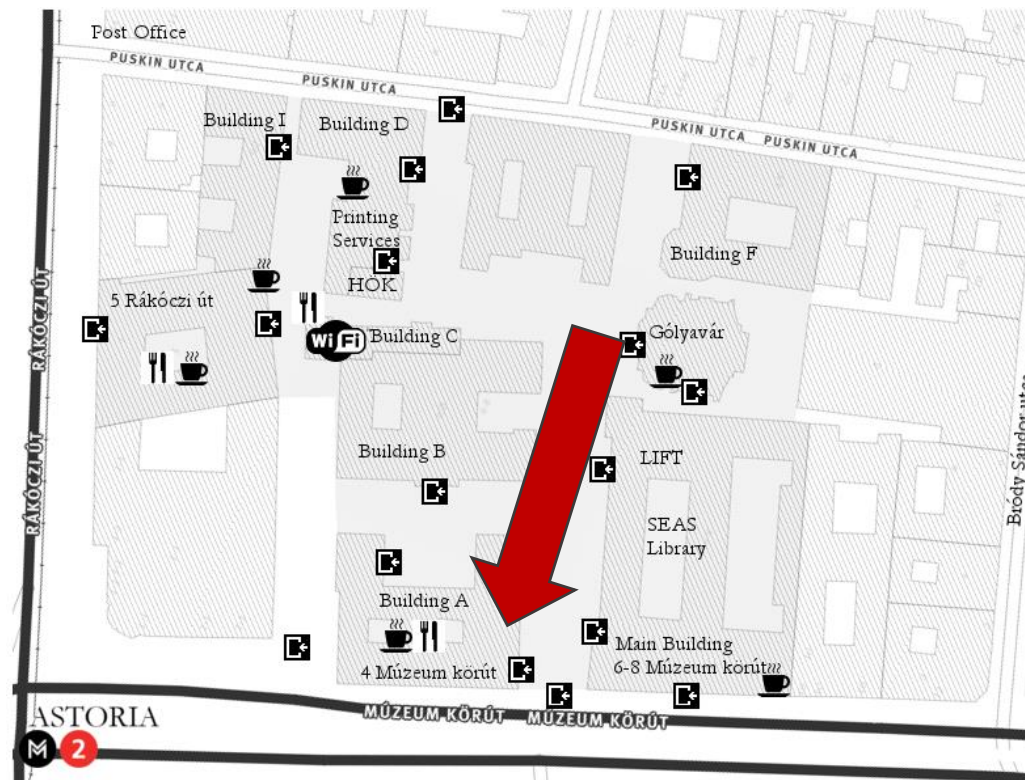 Post Office
PUSKIN UTCA
PUSKIN UTCA
PUSKIN UTCA
PUSKIN UTCA
Building I
Building D
Printing
Services
HÖK
Building F
5 Rákóczi út
RÁKÓCZI ÚT
Wi Fi
Building C
Gólyavár
Building B
LIFT
RÁKÓCZI ÚT
Bródy Sándor utca
SEAS
Library
Building A
Main Building
6-8 Múzeum körút
4 Múzeum körút
MÚZEUM KÖRÚT
MÚZEUM KÖRÚT
ASTORIA
M 2